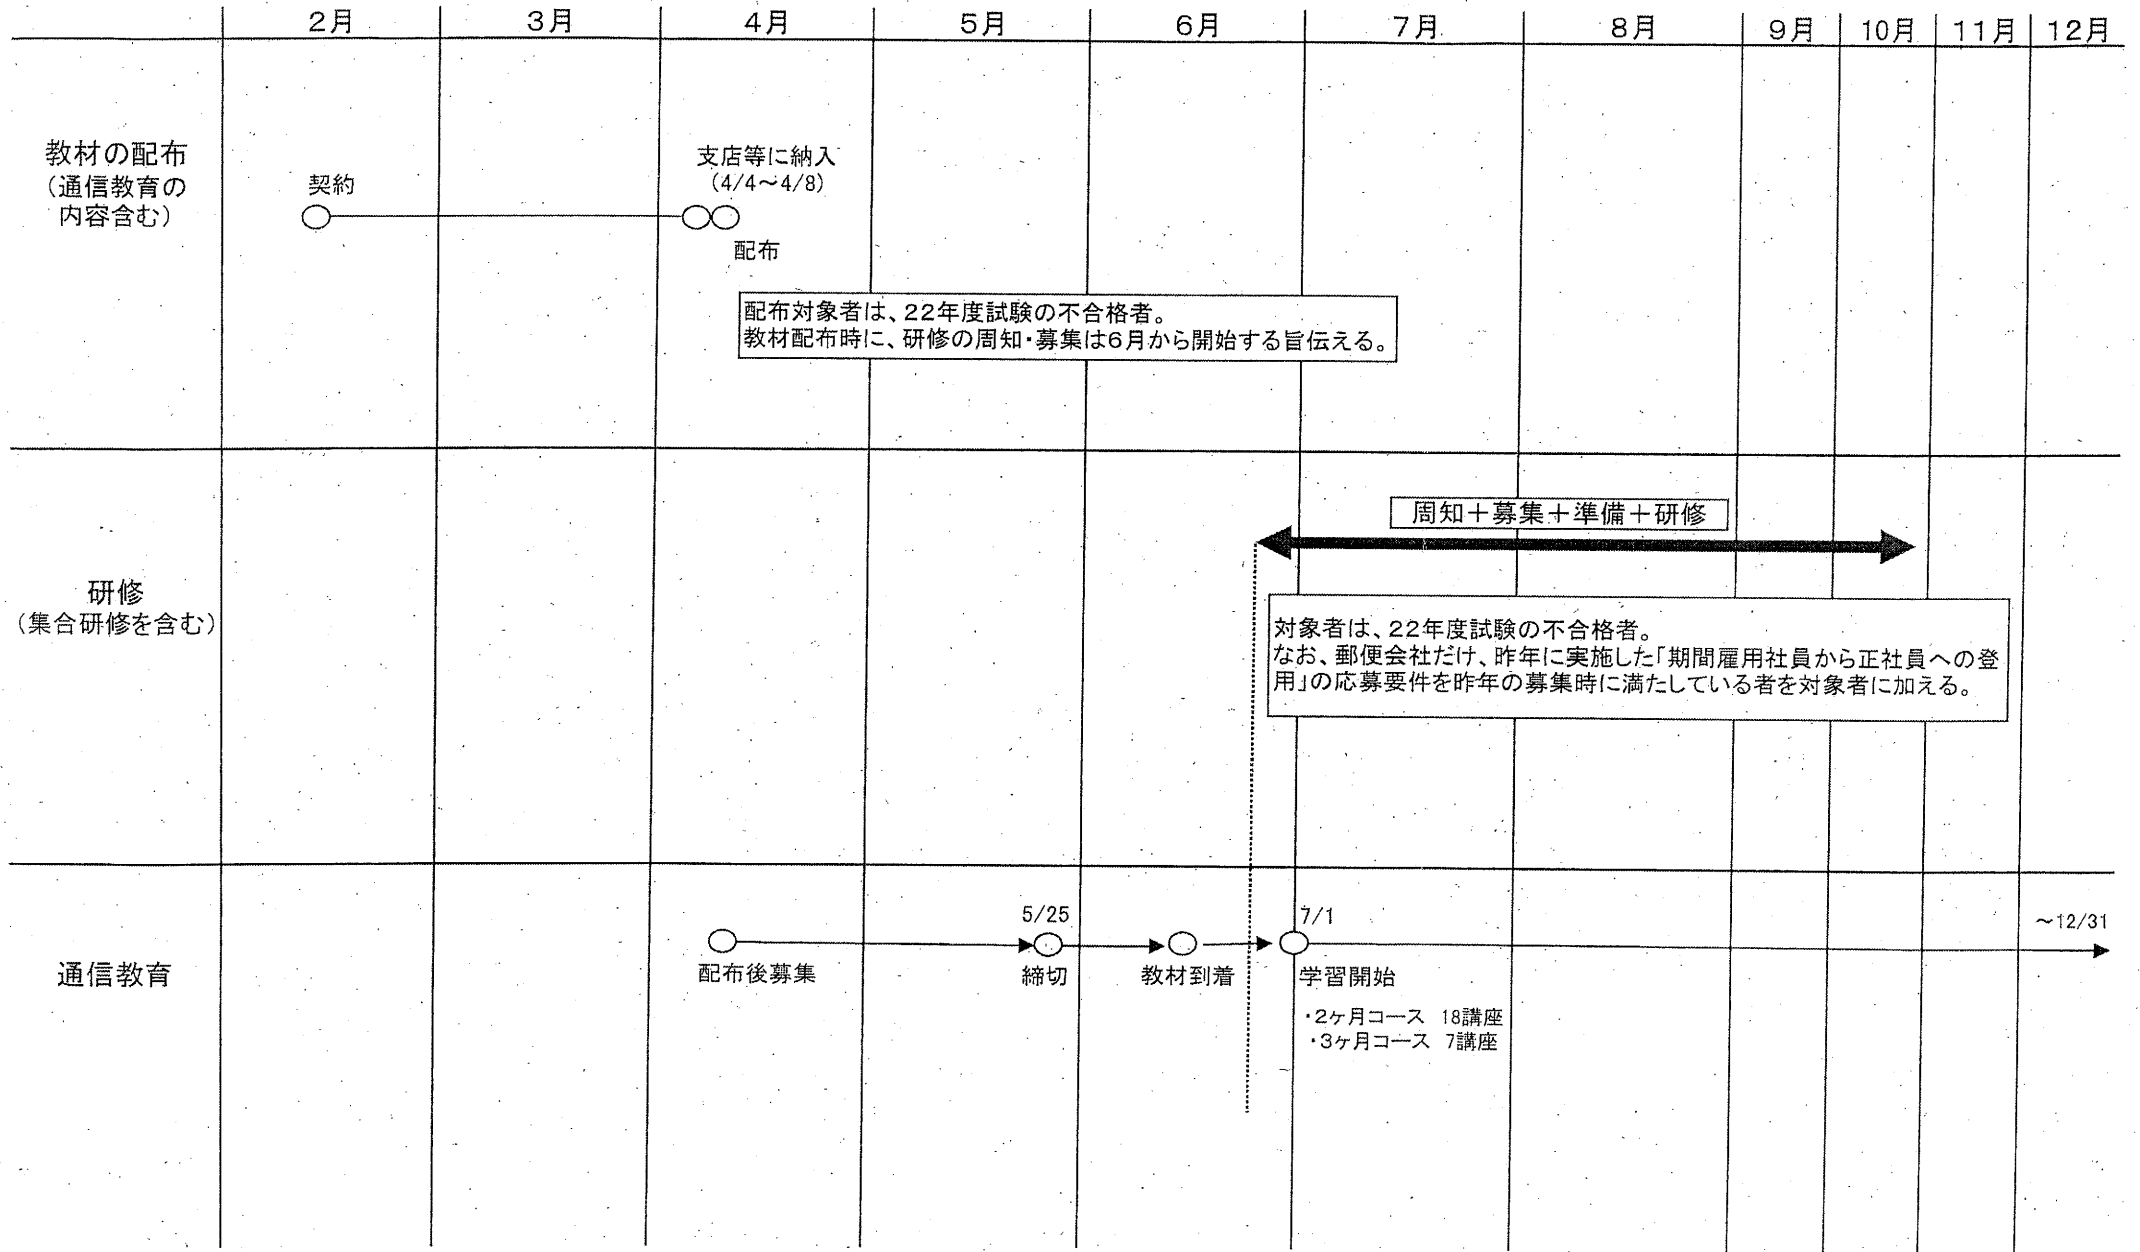 2月 3月 4月 5月 6月 7月 8月 9月 10月 11月 12月
教材の配布
（通信教育の
内容含む）
契約
支店等に納入
（4/4～4/8）
配布
配布対象者は、２２年度試験の不合格者。
教材配布時に、研修の周知・募集は６月から開始する旨伝える。
研修
（集合研修を含む）
周知＋募集＋準備＋研修
対象者は、２２年度試験の不合格者。
なお、郵便会社だけ、昨年に実施した「期間雇用社員から正社員への登
用」の応募要件を昨年の募集時に満たしている者を対象者に加える。
通信教育
配布後募集
5/25
締切
教材到着
7/1
学習開始
・２ヶ月コース 18講座
・３ヶ月コース 7講座
～12/31